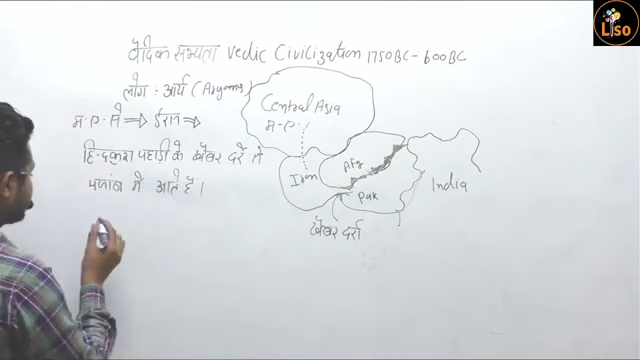 वैदिक सभ्यता Vedic Civilization 1750BC-600BC
लोग : आर्य (Aryans)
म.ए. से ⇒ ईरान ⇒
हिन्दकुश पहाड़ी के खैबर दर्रे से
पंजाब में आते हैं।
Central Asia
म.ए.
Iran
Afg
Pak
India
खैबर दर्रा
Liso